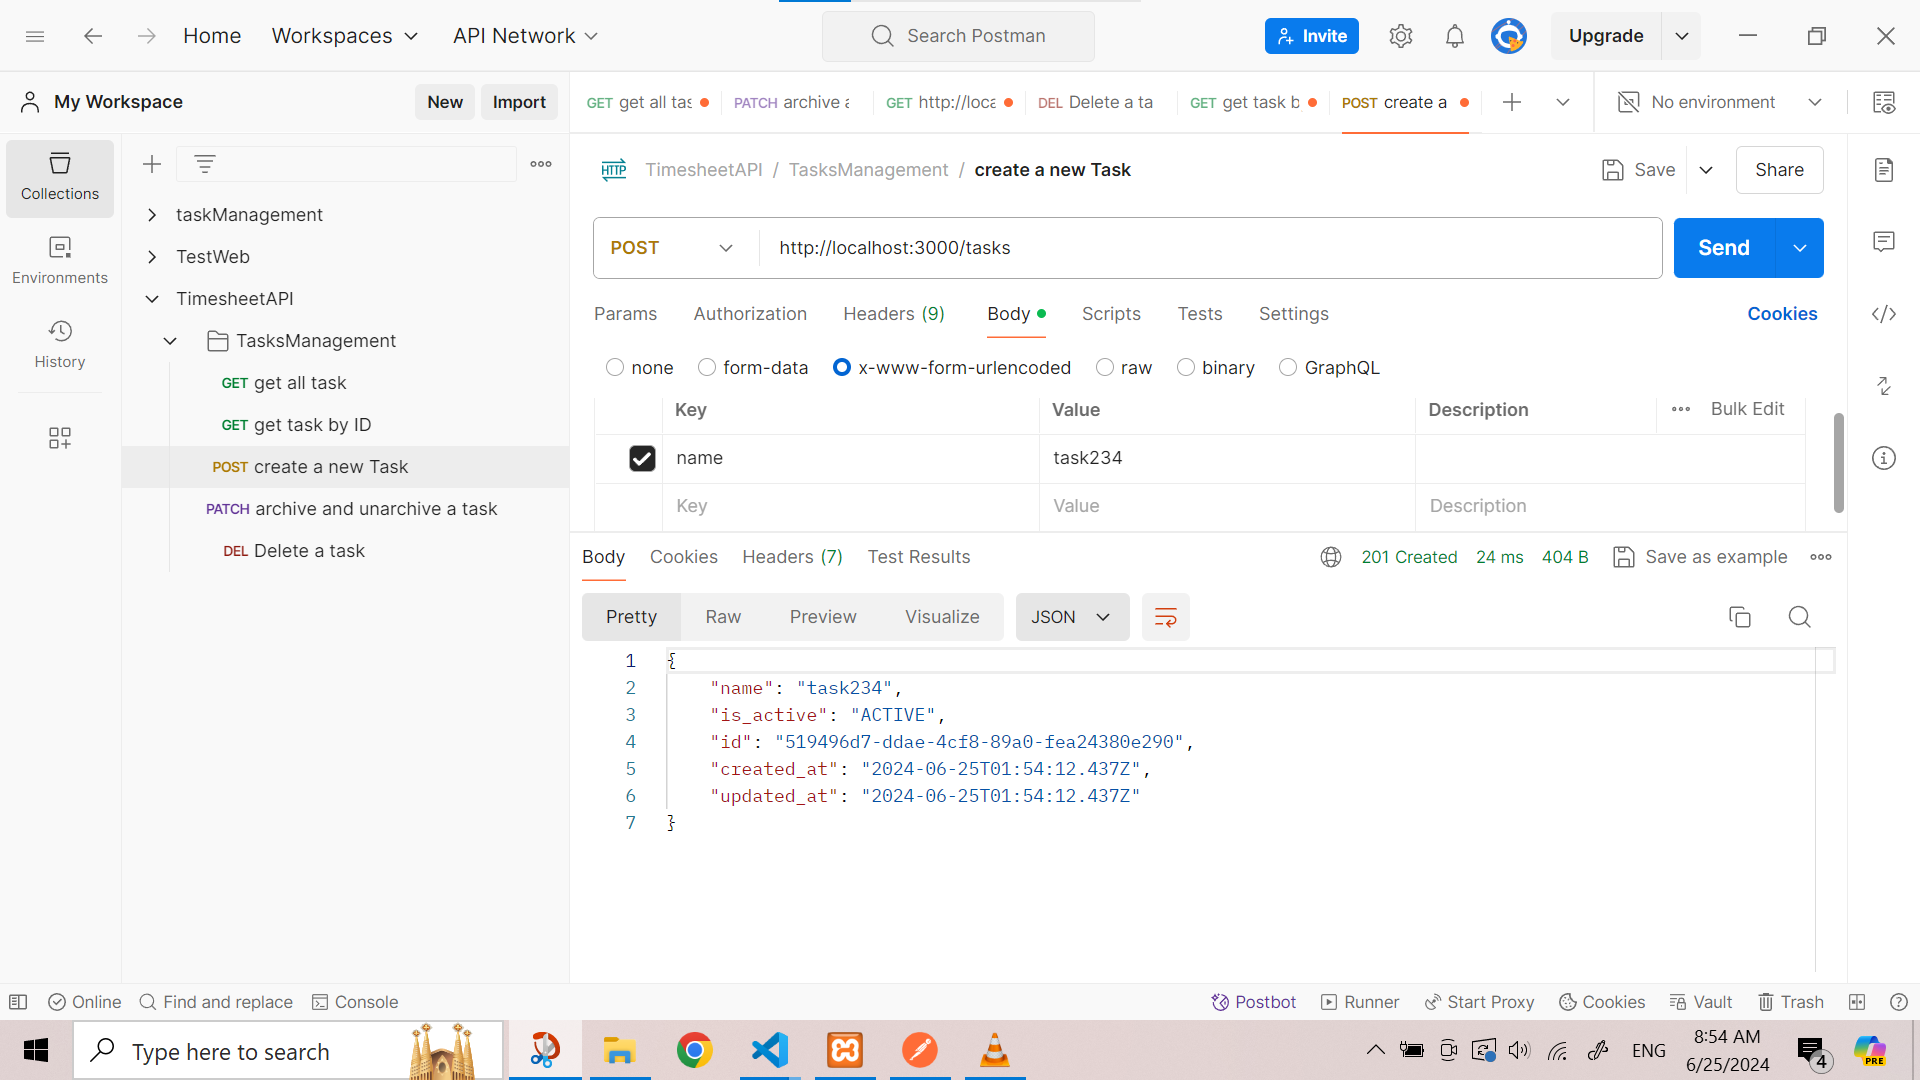 Home
Workspaces
API Network
Search Postman
Invite
Upgrade
My Workspace
New
Import
GET get all tas
PATCH archive a
GET http://loca
DEL Delete a ta
GET get task b
POST create a
No environment
Collections
Environments
History
taskManagement
TestWeb
TimesheetAPI
TasksManagement
GET get all task
GET get task by ID
POST create a new Task
PATCH archive and unarchive a task
DEL Delete a task
HTTP
TimesheetAPI / TasksManagement / create a new Task
Save
Share
POST
http://localhost:3000/tasks
Send
Params
Authorization
Headers (9)
Body
Scripts
Tests
Settings
Cookies
none
form-data
x-www-form-urlencoded
raw
binary
GraphQL
Key
Value
Description
Bulk Edit
name
task234
Key
Value
Description
Body
Cookies
Headers (7)
Test Results
201 Created
24 ms
404 B
Save as example
Pretty
Raw
Preview
Visualize
JSON
1 {
2 "name": "task234",
3 "is_active": "ACTIVE",
4 "id": "519496d7-ddae-4cf8-89a0-fea24380e290",
5 "created_at": "2024-06-25T01:54:12.437Z",
6 "updated_at": "2024-06-25T01:54:12.437Z"
7 }
Online
Find and replace
Console
Postbot
Runner
Start Proxy
Cookies
Vault
Trash
Type here to search
ENG
8:54 AM
6/25/2024
4
PRE